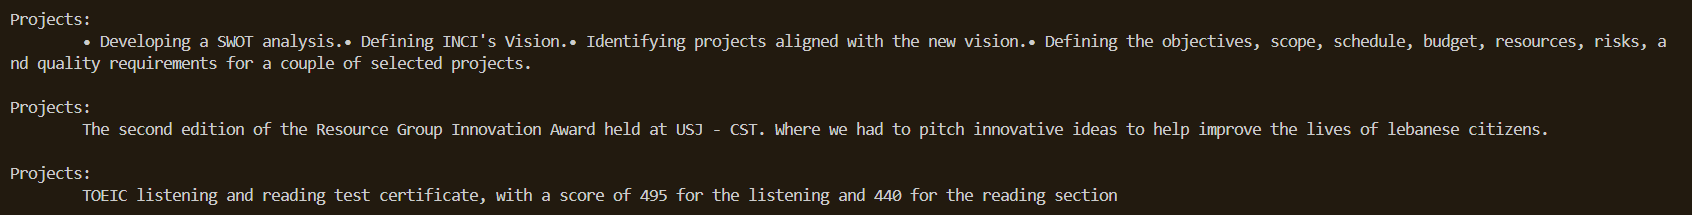 Projects:
• Developing a SWOT analysis.• Defining INCI's Vision.• Identifying projects aligned with the new vision.• Defining the objectives, scope, schedule, budget, resources, risks, a
nd quality requirements for a couple of selected projects.
Projects:
The second edition of the Resource Group Innovation Award held at USJ - CST. Where we had to pitch innovative ideas to help improve the lives of lebanese citizens.
Projects:
TOEIC listening and reading test certificate, with a score of 495 for the listening and 440 for the reading section